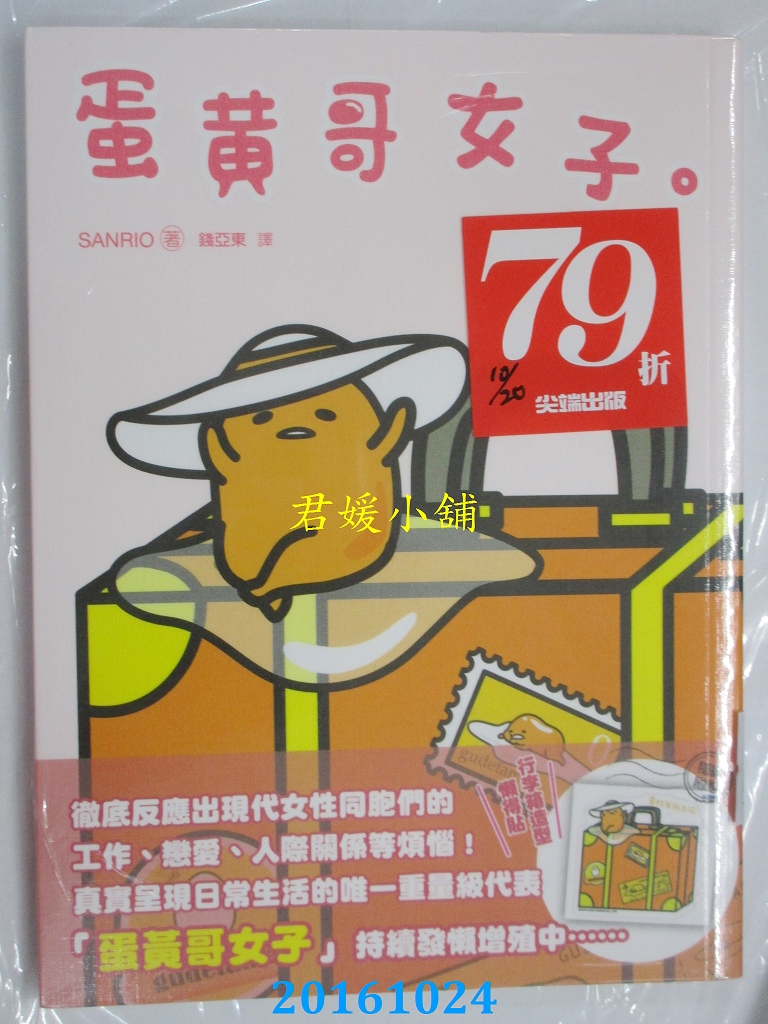 蛋黃哥女子。
SANRIO 著 錢亞東 譯
79折
10/20
尖端出版
君媛小舖
gudetama
行李箱造型
懶得貼
徹底反應出現代女性同胞們的
工作、戀愛、人際關係等煩惱！
真實呈現日常生活的唯一重量級代表
「蛋黃哥女子」持續發懶增殖中……
20161024